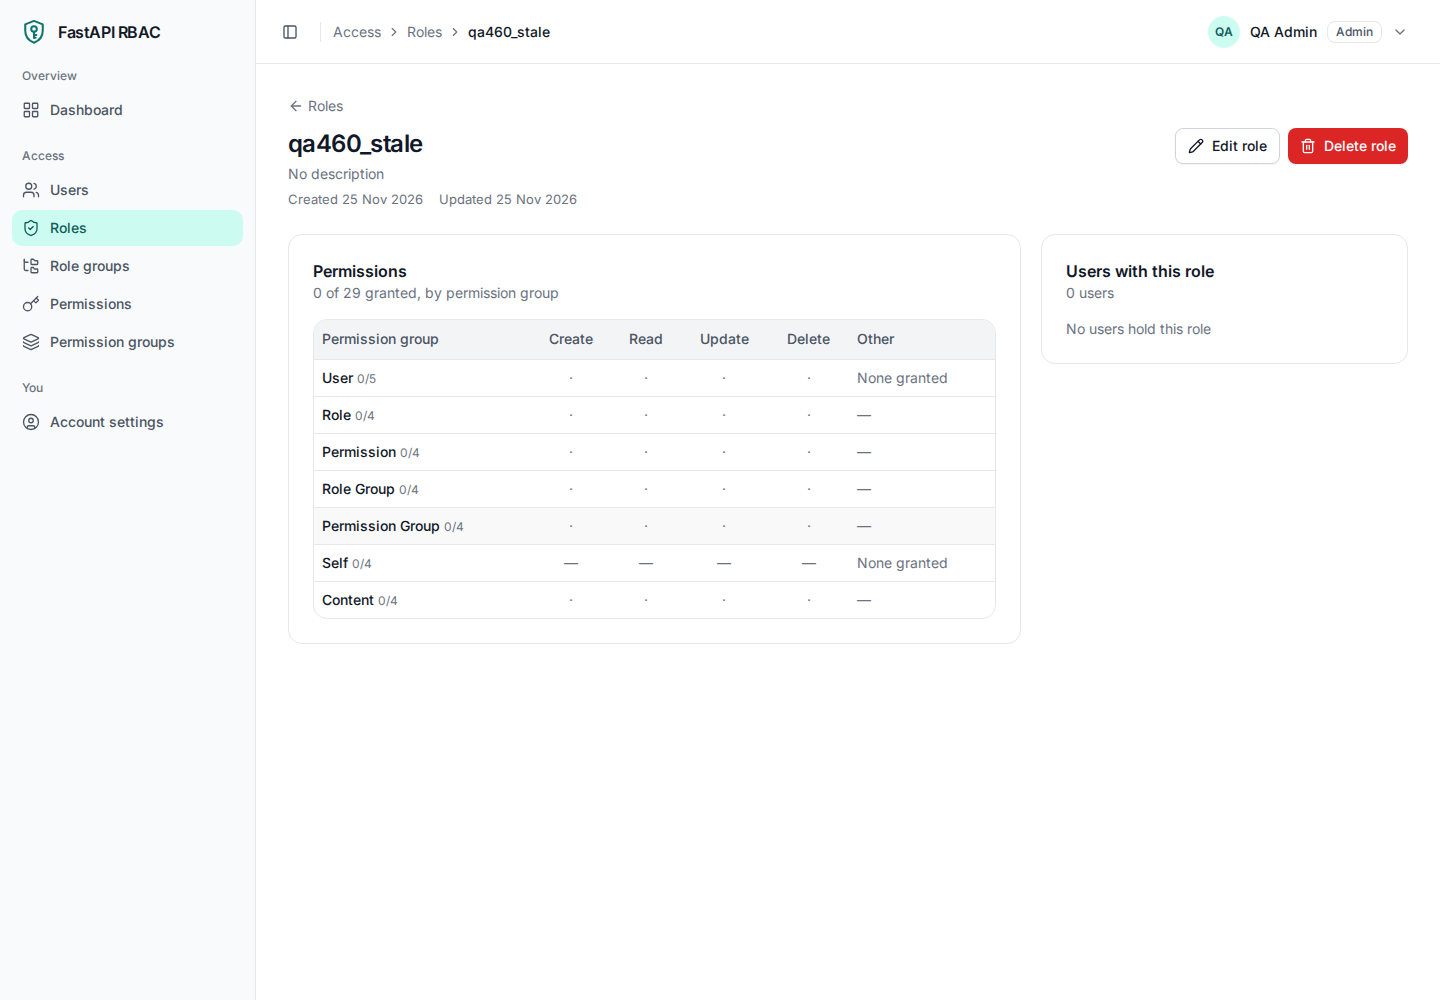 FastAPI RBAC
Overview
Dashboard
Access
Users
Roles
Role groups
Permissions
Permission groups
You
Account settings
Access Roles qa460_stale
QA QA Admin Admin
Roles
qa460_stale
Edit role Delete role
No description
Created 25 Nov 2026 Updated 25 Nov 2026
Permissions
0 of 29 granted, by permission group
Permission group Create Read Update Delete Other
User 0/5 · · · · None granted
Role 0/4 · · · · —
Permission 0/4 · · · · —
Role Group 0/4 · · · · —
Permission Group 0/4 · · · · —
Self 0/4 — — — — None granted
Content 0/4 · · · · —
Users with this role
0 users
No users hold this role